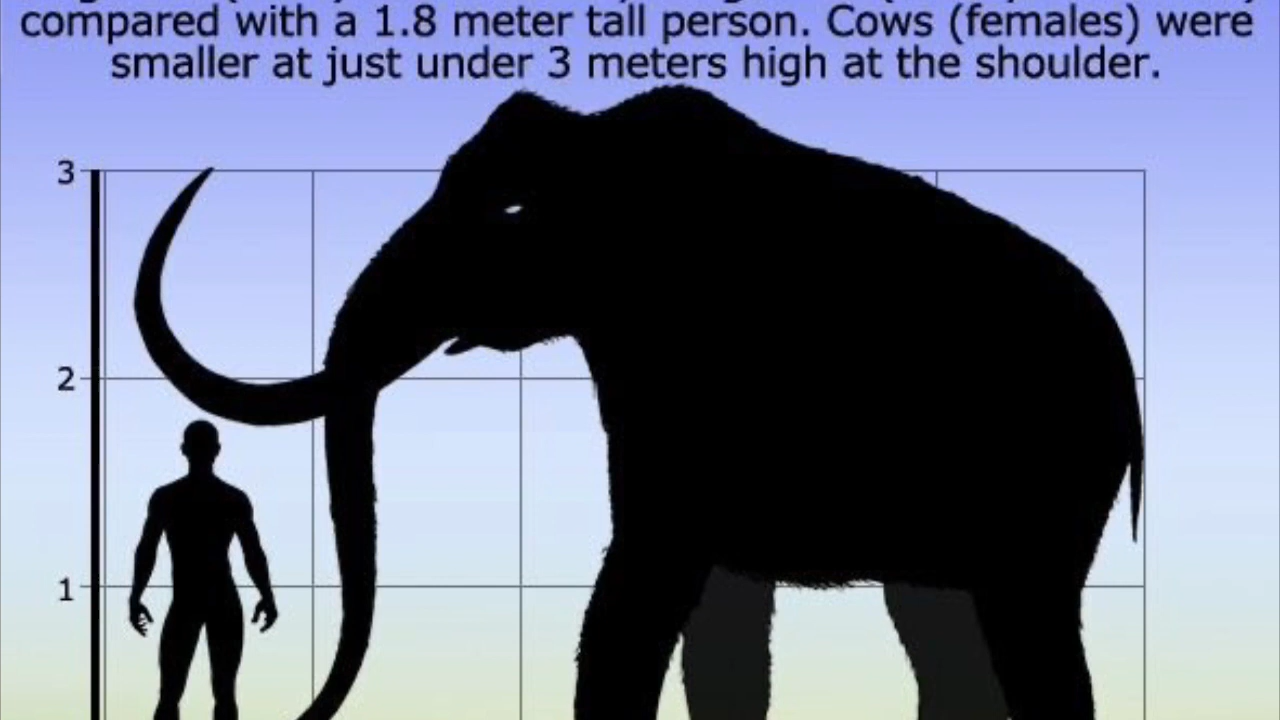 compared with a 1.8 meter tall person. Cows (females) were
smaller at just under 3 meters high at the shoulder.
3
2
1